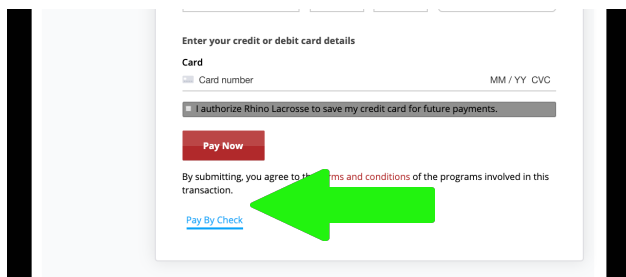 Enter your credit or debit card details
Card
Card number MM / YY CVC
I authorize Rhino Lacrosse to save my credit card for future payments.
Pay Now
By submitting, you agree to the terms and conditions of the programs involved in this
transaction.
Pay By Check